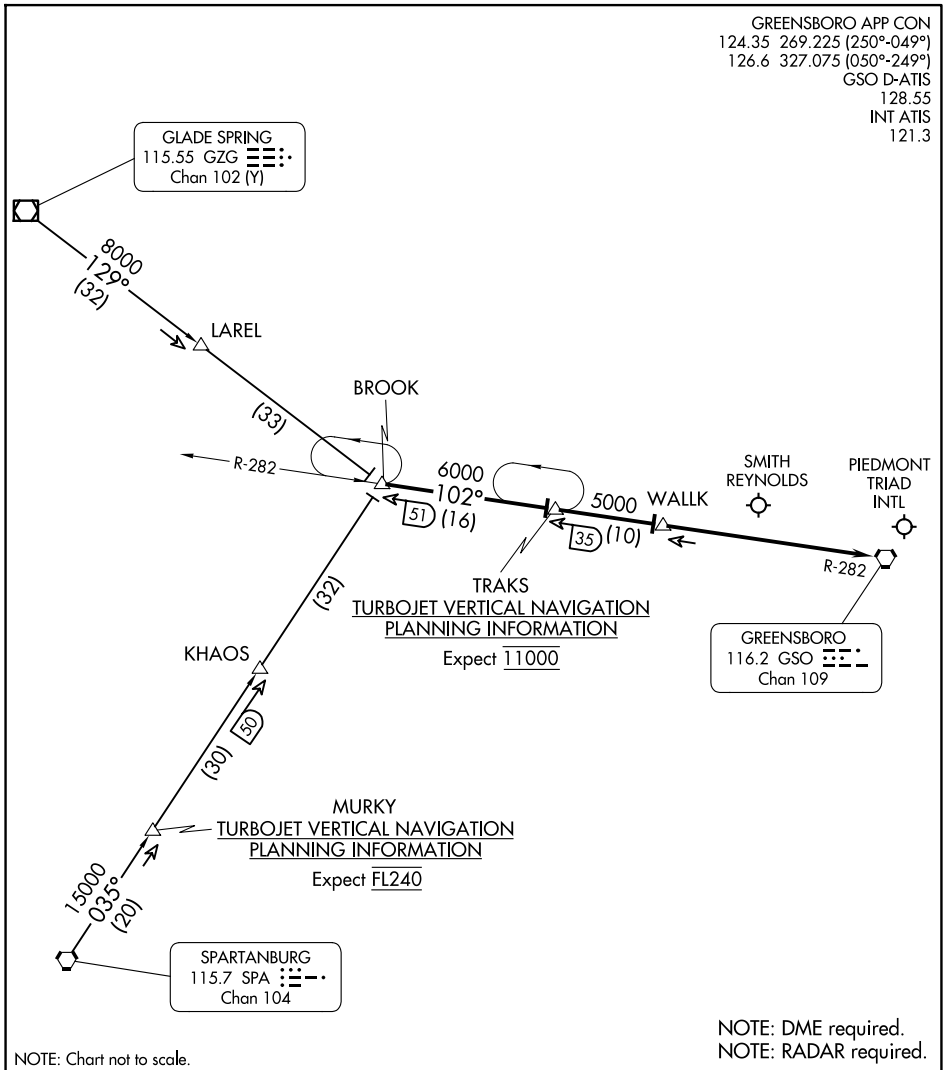 GREENSBORO APP CON
124.35 269.225 (250°-049°)
126.6 327.075 (050°-249°)
GSO D-ATIS
128.55
INT ATIS
121.3
GLADE SPRING
115.55 GZG
Chan 102 (Y)
8000
129°
(32)
LAREL
(33)
BROOK
R-282
6000
102°
51
(16)
5000
WALLK
35
(10)
SMITH
REYNOLDS
PIEDMONT
TRIAD
INTL
R-282
TRAKS
TURBOJET VERTICAL NAVIGATION
PLANNING INFORMATION
Expect 11000
GREENSBORO
116.2 GSO
Chan 109
(32)
KHAOS
50
(30)
MURKY
TURBOJET VERTICAL NAVIGATION
PLANNING INFORMATION
Expect FL240
15000
035°
(20)
SPARTANBURG
115.7 SPA
Chan 104
NOTE: DME required.
NOTE: RADAR required.
NOTE: Chart not to scale.